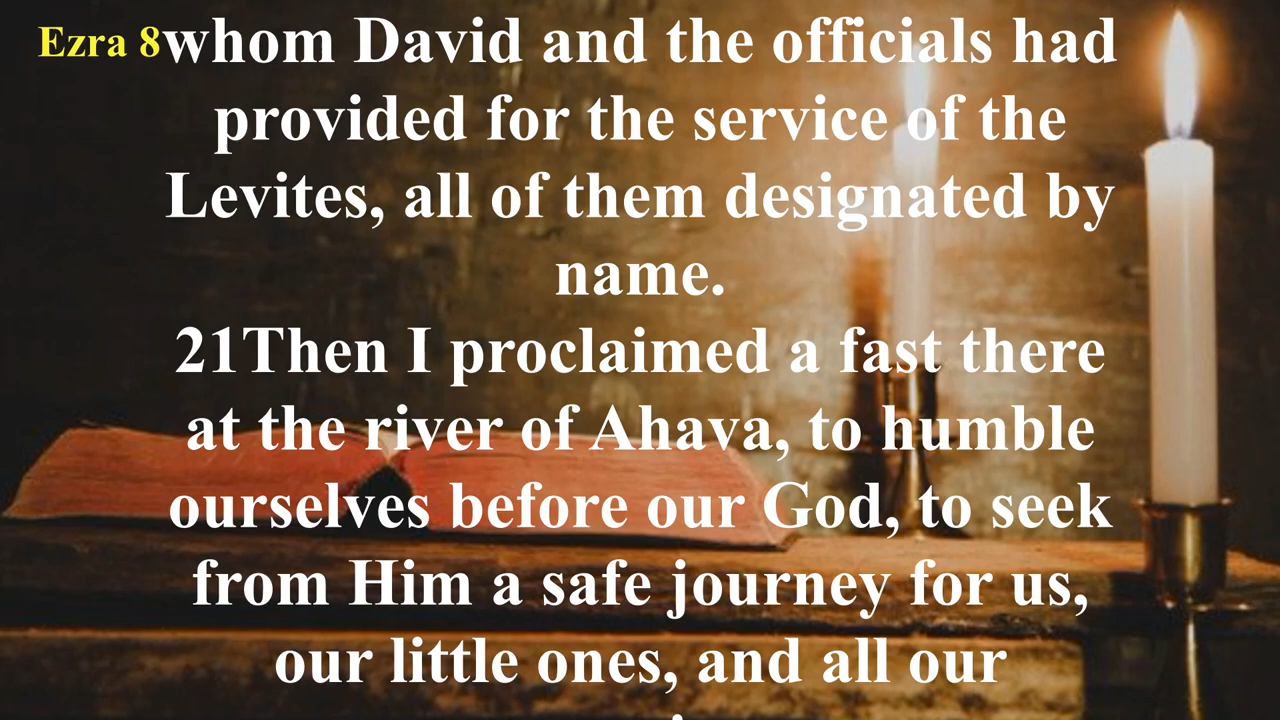 Ezra 8
whom David and the officials had
provided for the service of the
Levites, all of them designated by
name.
21Then I proclaimed a fast there
at the river of Ahava, to humble
ourselves before our God, to seek
from Him a safe journey for us,
our little ones, and all our